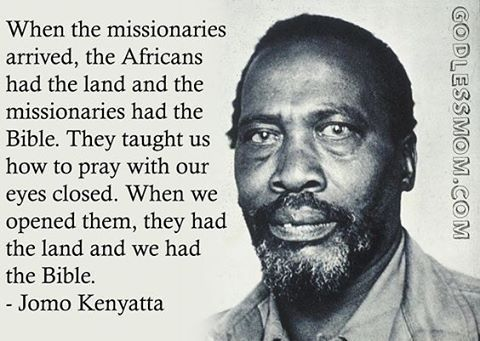 When the missionaries
arrived, the Africans
had the land and the
missionaries had the
Bible. They taught us
how to pray with our
eyes closed. When we
opened them, they had
the land and we had
the Bible.
- Jomo Kenyatta
GODLESSMOM.COM